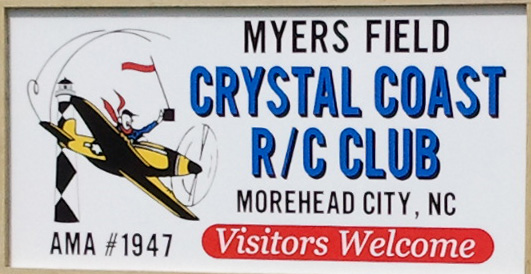 MYERS FIELD
CRYSTAL COAST
R/C CLUB
MOREHEAD CITY, NC
AMA #1947
Visitors Welcome